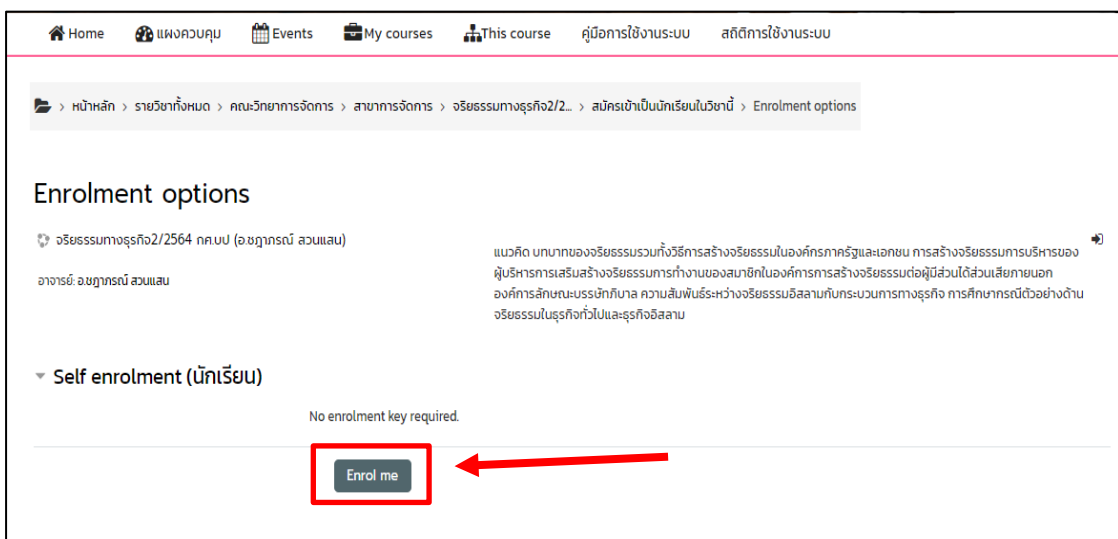 Home แผงควบคุม Events My courses This course คู่มือการใช้งานระบบ สถิติการใช้งานระบบ
> หน้าหลัก > รายวิชาทั้งหมด > คณะวิทยาการจัดการ > สาขาการจัดการ > จริยธรรมทางธุรกิจ2/2... > สมัครเข้าเป็นนักเรียนในวิชานี้ > Enrolment options
Enrolment options
จริยธรรมทางธุรกิจ2/2564 กศ.บป (อ.ชฎาภรณ์ สวนแสน)
อาจารย์: อ.ชฎาภรณ์ สวนแสน
แนวคิด บทบาทของจริยธรรมรวมทั้งวิธีการสร้างจริยธรรมในองค์กรภาครัฐและเอกชน การสร้างจริยธรรมการบริหารของ
ผู้บริหารการเสริมสร้างจริยธรรมการทำงานของสมาชิกในองค์การการสร้างจริยธรรมต่อผู้มีส่วนได้ส่วนเสียภายนอก
องค์การลักษณะบรรษัทภิบาล ความสัมพันธ์ระหว่างจริยธรรมอิสลามกับกระบวนการทางธุรกิจ การศึกษากรณีตัวอย่างด้าน
จริยธรรมในธุรกิจทั่วไปและธุรกิจอิสลาม
Self enrolment (นักเรียน)
No enrolment key required.
Enrol me